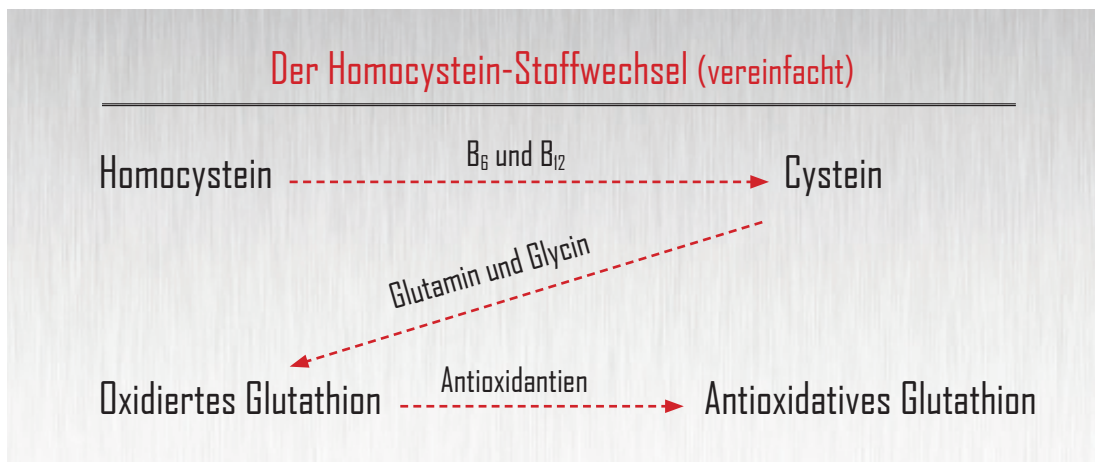 Der Homocystein-Stoffwechsel (vereinfacht)
B₆ und B₁₂
Homocystein
Cystein
Glutamin und Glycin
Antioxidantien
Oxidiertes Glutathion
Antioxidatives Glutathion